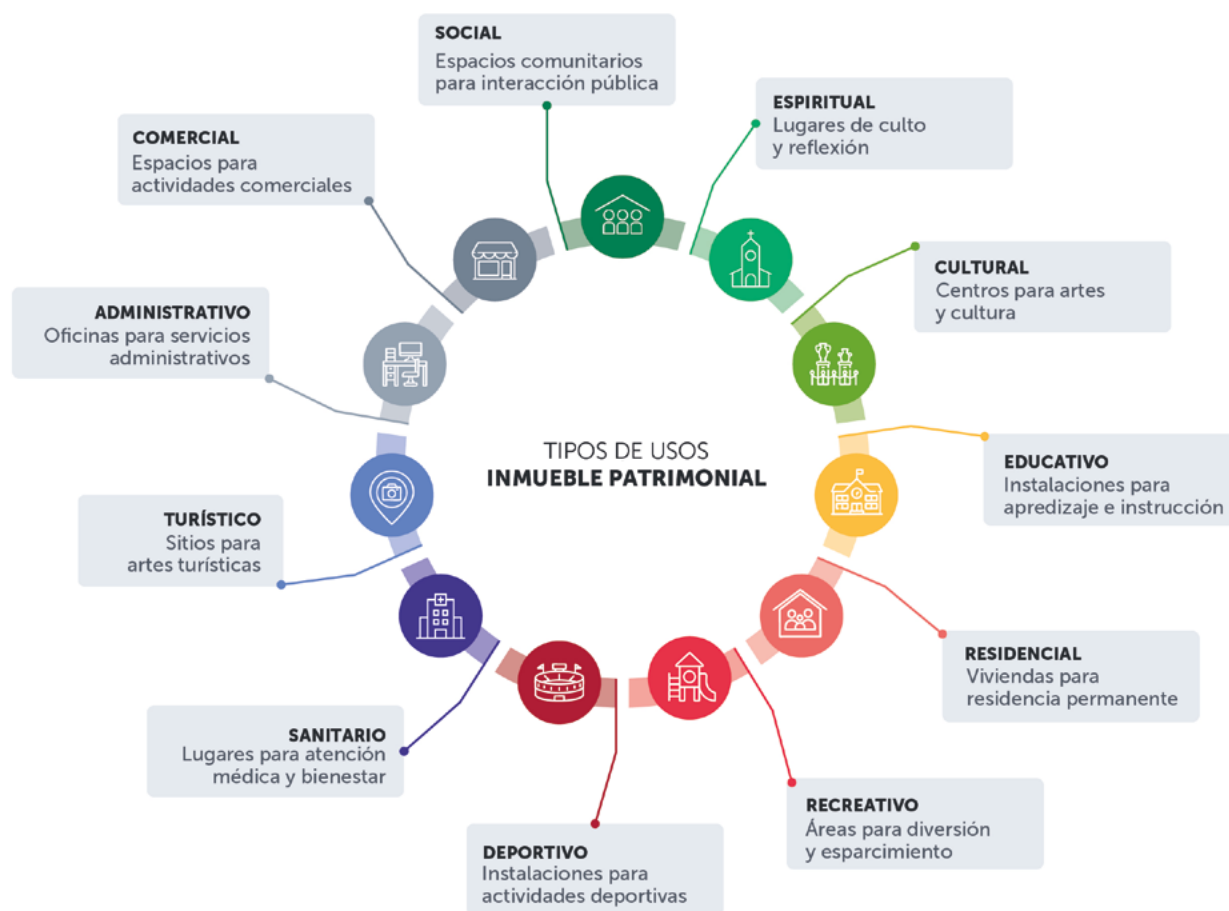 SOCIAL
Espacios comunitarios
para interacción pública
ESPIRITUAL
Lugares de culto
y reflexión
COMERCIAL
Espacios para
actividades comerciales
CULTURAL
Centros para artes
y cultura
ADMINISTRATIVO
Oficinas para servicios
administrativos
TIPOS DE USOS
INMUEBLE PATRIMONIAL
EDUCATIVO
Instalaciones para
apredizaje e instrucción
TURÍSTICO
Sitios para
artes turísticas
RESIDENCIAL
Viviendas para
residencia permanente
SANITARIO
Lugares para atención
médica y bienestar
RECREATIVO
Áreas para diversión
y esparcimiento
DEPORTIVO
Instalaciones para
actividades deportivas